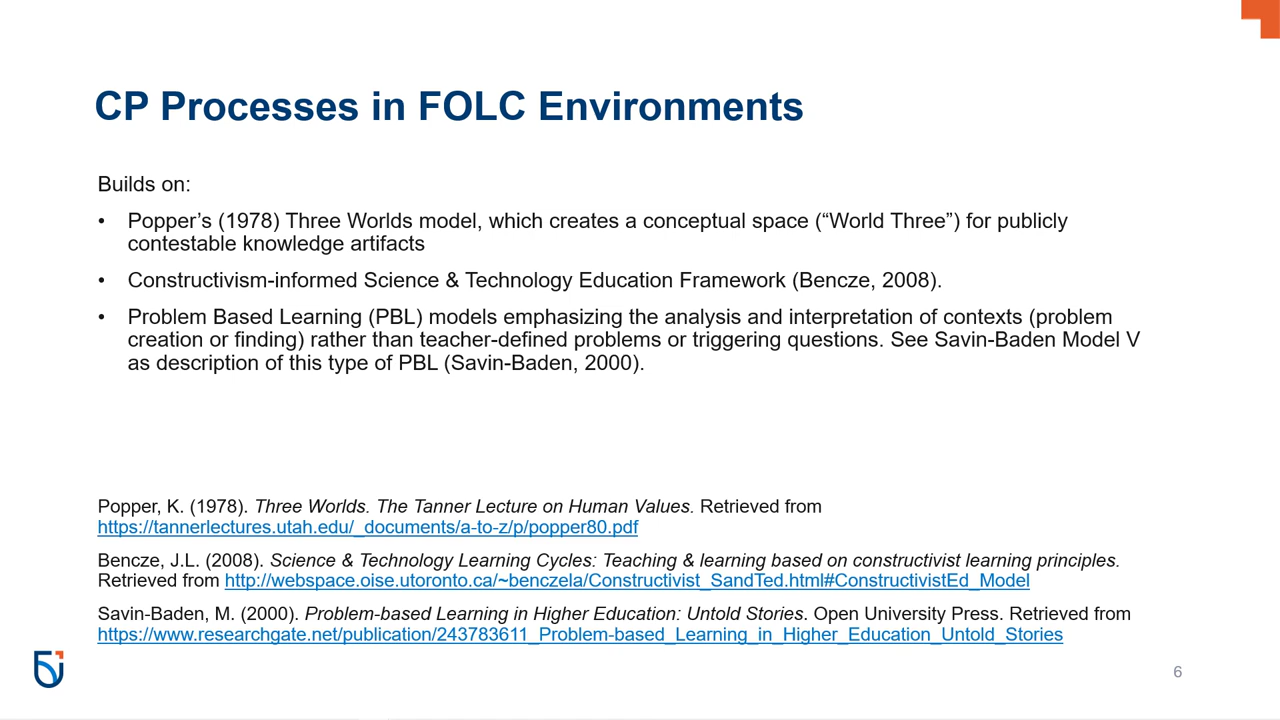 CP Processes in FOLC Environments
Builds on:
• Popper’s (1978) Three Worlds model, which creates a conceptual space (“World Three”) for publicly
contestable knowledge artifacts
• Constructivism-informed Science & Technology Education Framework (Bencze, 2008).
• Problem Based Learning (PBL) models emphasizing the analysis and interpretation of contexts (problem
creation or finding) rather than teacher-defined problems or triggering questions. See Savin-Baden Model V
as description of this type of PBL (Savin-Baden, 2000).
Popper, K. (1978). Three Worlds. The Tanner Lecture on Human Values. Retrieved from
https://tannerlectures.utah.edu/_documents/a-to-z/p/popper80.pdf
Bencze, J.L. (2008). Science & Technology Learning Cycles: Teaching & learning based on constructivist learning principles.
Retrieved from http://webspace.oise.utoronto.ca/~benczela/Constructivist_SandTed.html#ConstructivistEd_Model
Savin-Baden, M. (2000). Problem-based Learning in Higher Education: Untold Stories. Open University Press. Retrieved from
https://www.researchgate.net/publication/243783611_Problem-based_Learning_in_Higher_Education_Untold_Stories
6